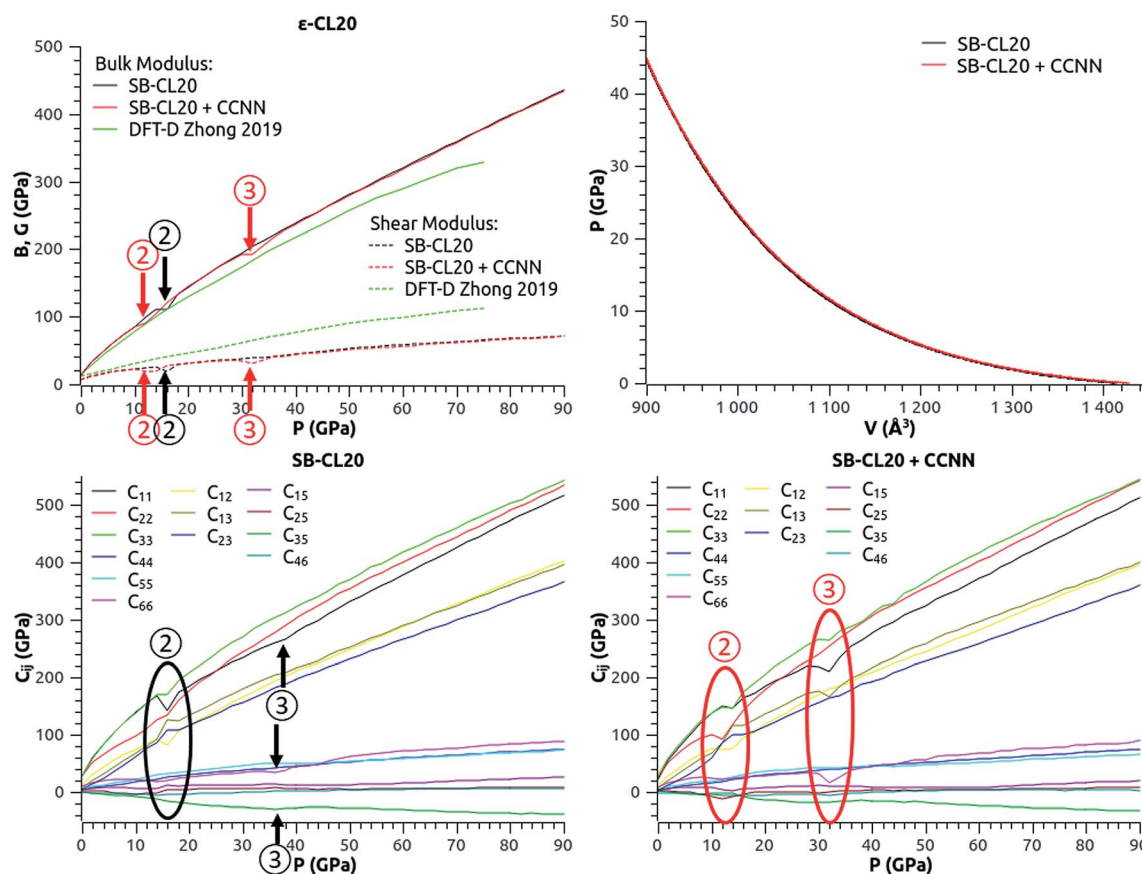 ε-CL20
500
400
300
200
100
0
B, G (GPa)
Bulk Modulus:
SB-CL20
SB-CL20 + CCNN
DFT-D Zhong 2019
3
2
2
Shear Modulus:
SB-CL20
SB-CL20 + CCNN
DFT-D Zhong 2019
0 10 20 30 40 50 60 70 80 90
2 2 3
P (GPa)
50
40
30
20
10
0
P (GPa)
SB-CL20
SB-CL20 + CCNN
900 1 000 1 100 1 200 1 300 1 400
V (Å³)
SB-CL20
500
400
300
200
100
0
C_ij (GPa)
C₁₁ C₁₂ C₁₅
C₂₂ C₁₃ C₂₅
C₃₃ C₂₃ C₃₅
C₄₄ C₄₆
C₅₅
C₆₆
2
3
3
0 10 20 30 40 50 60 70 80 90
P (GPa)
SB-CL20 + CCNN
500
400
300
200
100
0
C_ij (GPa)
C₁₁ C₁₂ C₁₅
C₂₂ C₁₃ C₂₅
C₃₃ C₂₃ C₃₅
C₄₄ C₄₆
C₅₅
C₆₆
3
2
0 10 20 30 40 50 60 70 80 90
P (GPa)